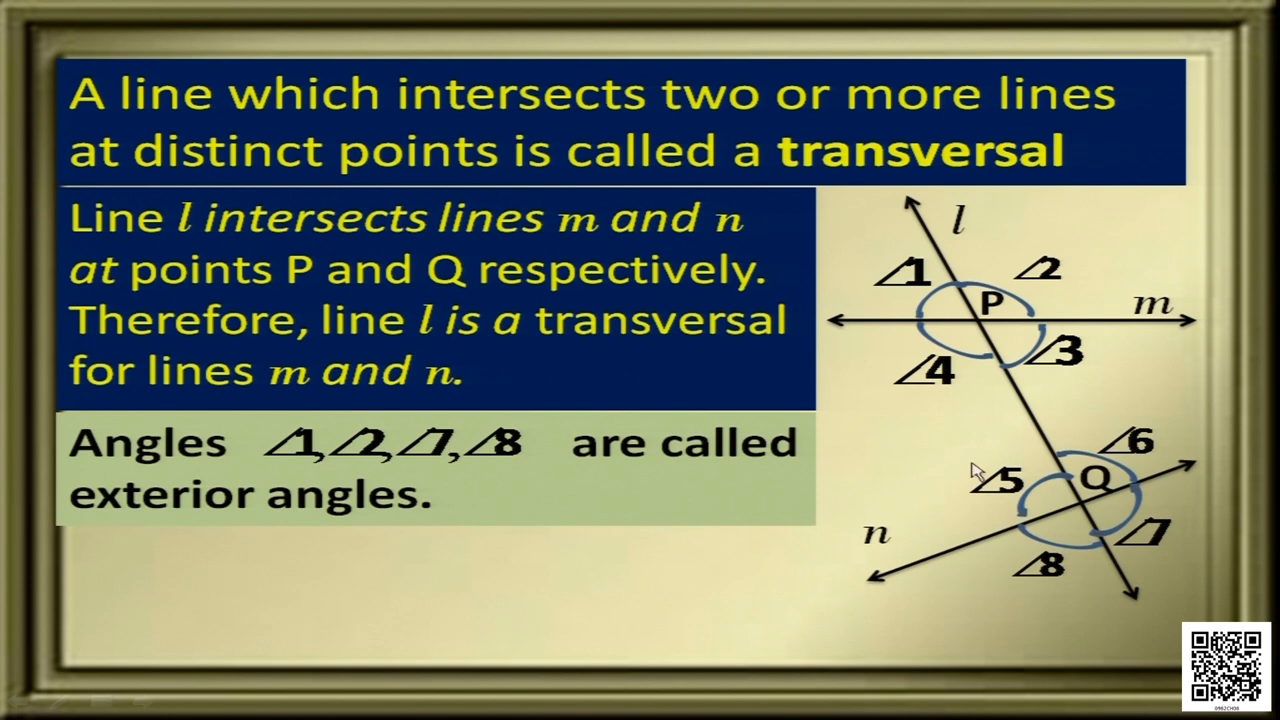 A line which intersects two or more lines
at distinct points is called a transversal
Line l intersects lines m and n
at points P and Q respectively.
Therefore, line l is a transversal
for lines m and n.
Angles ∠1,∠2,∠7,∠8 are called
exterior angles.
l
∠1 ∠2
P
m
∠4 ∠3
∠6
∠5 Q
n
∠7
∠8
0962CH06